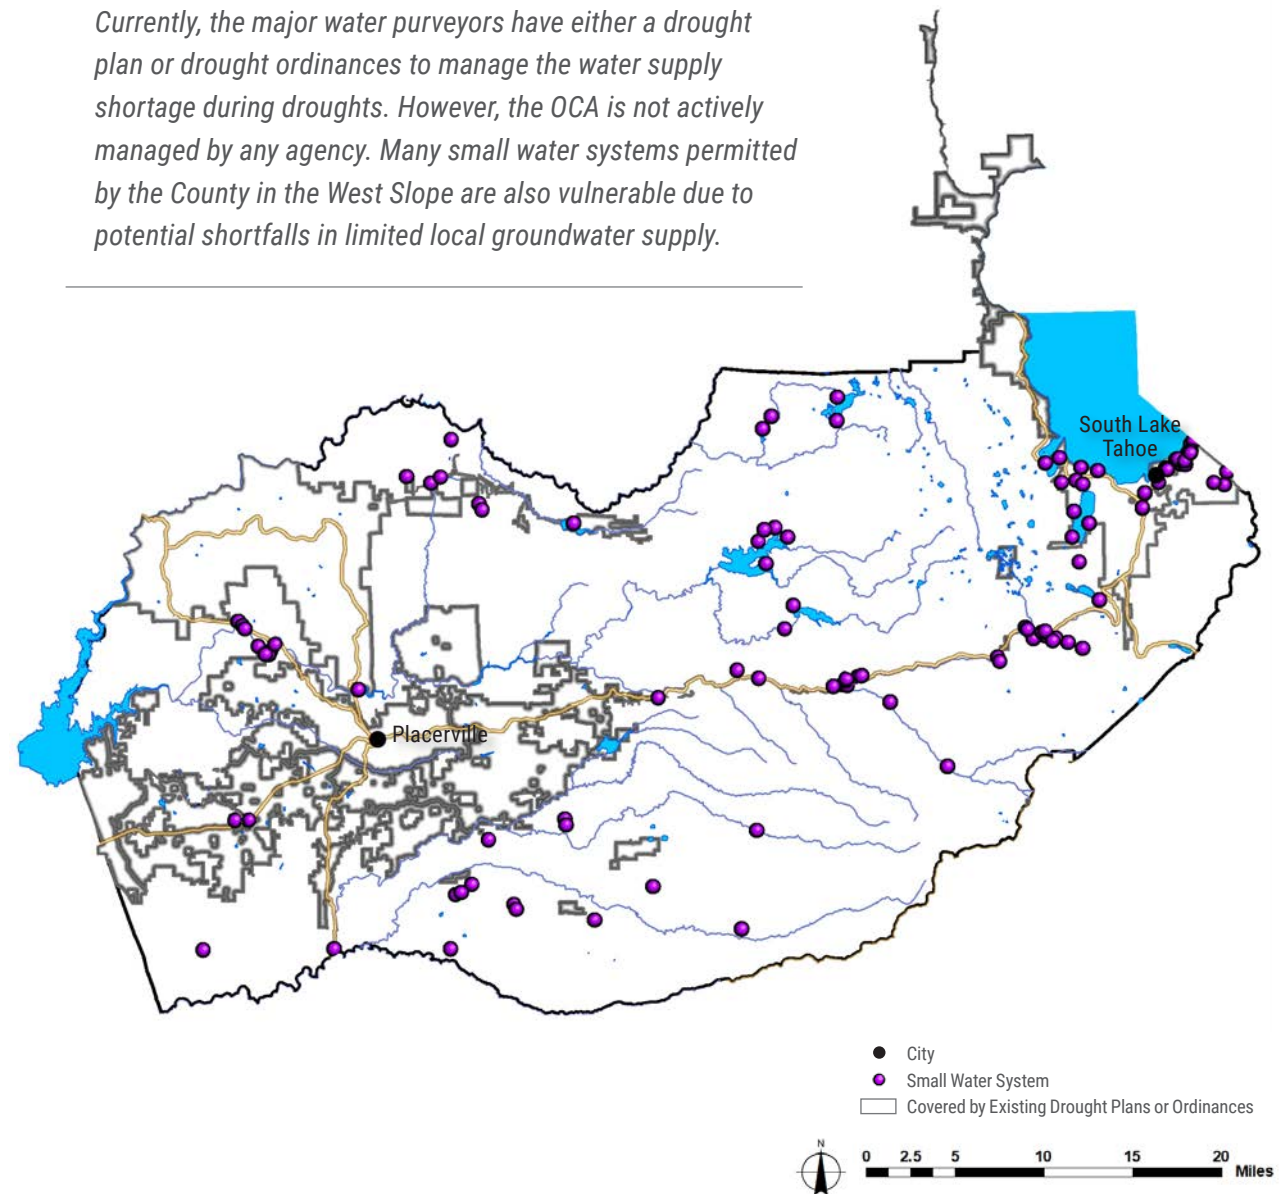 Currently, the major water purveyors have either a drought
plan or drought ordinances to manage the water supply
shortage during droughts. However, the OCA is not actively
managed by any agency. Many small water systems permitted
by the County in the West Slope are also vulnerable due to
potential shortfalls in limited local groundwater supply.
South Lake
Tahoe
Placerville
City
Small Water System
Covered by Existing Drought Plans or Ordinances
N
0 2.5 5 10 15 20 Miles